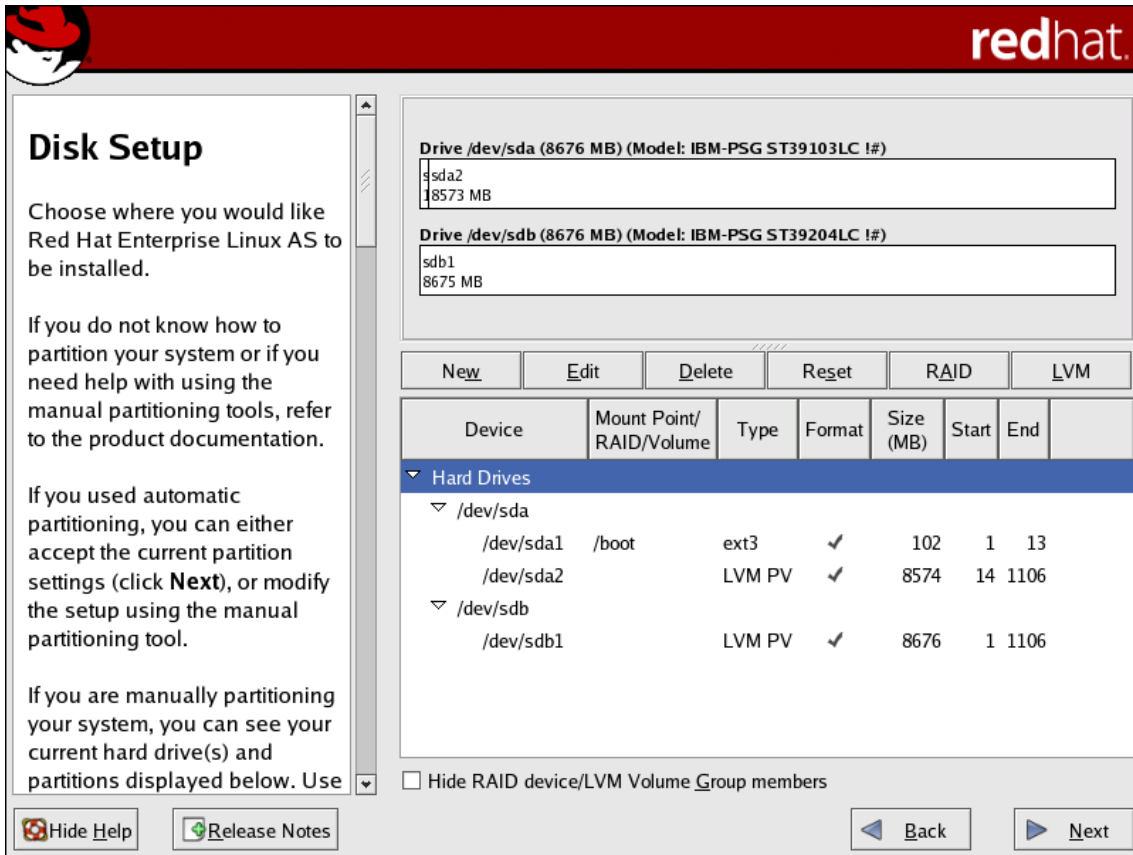 redhat.
Disk Setup
Choose where you would like
Red Hat Enterprise Linux AS to
be installed.
If you do not know how to
partition your system or if you
need help with using the
manual partitioning tools, refer
to the product documentation.
If you used automatic
partitioning, you can either
accept the current partition
settings (click Next), or modify
the setup using the manual
partitioning tool.
If you are manually partitioning
your system, you can see your
current hard drive(s) and
partitions displayed below. Use
Drive /dev/sda (8676 MB) (Model: IBM-PSG ST39103LC !#)
s sda2
1 8573 MB
Drive /dev/sdb (8676 MB) (Model: IBM-PSG ST39204LC !#)
sdb1
8675 MB
New Edit Delete Reset RAID LVM
Device Mount Point/ RAID/Volume Type Format Size (MB) Start End
Hard Drives
/dev/sda
/dev/sda1 /boot ext3 102 1 13
/dev/sda2 LVM PV 8574 14 1106
/dev/sdb
/dev/sdb1 LVM PV 8676 1 1106
Hide RAID device/LVM Volume Group members
Hide Help Release Notes Back Next